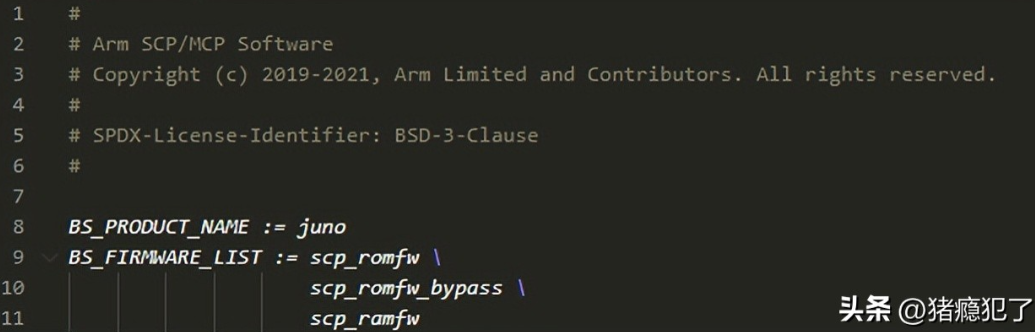 1 #
2 # Arm SCP/MCP Software
3 # Copyright (c) 2019-2021, Arm Limited and Contributors. All rights reserved.
4 #
5 # SPDX-License-Identifier: BSD-3-Clause
6 #
7
8 BS_PRODUCT_NAME := juno
9 BS_FIRMWARE_LIST := scp_romfw \
10 scp_romfw_bypass \
11 scp_ramfw
头条 @猪瘾犯了